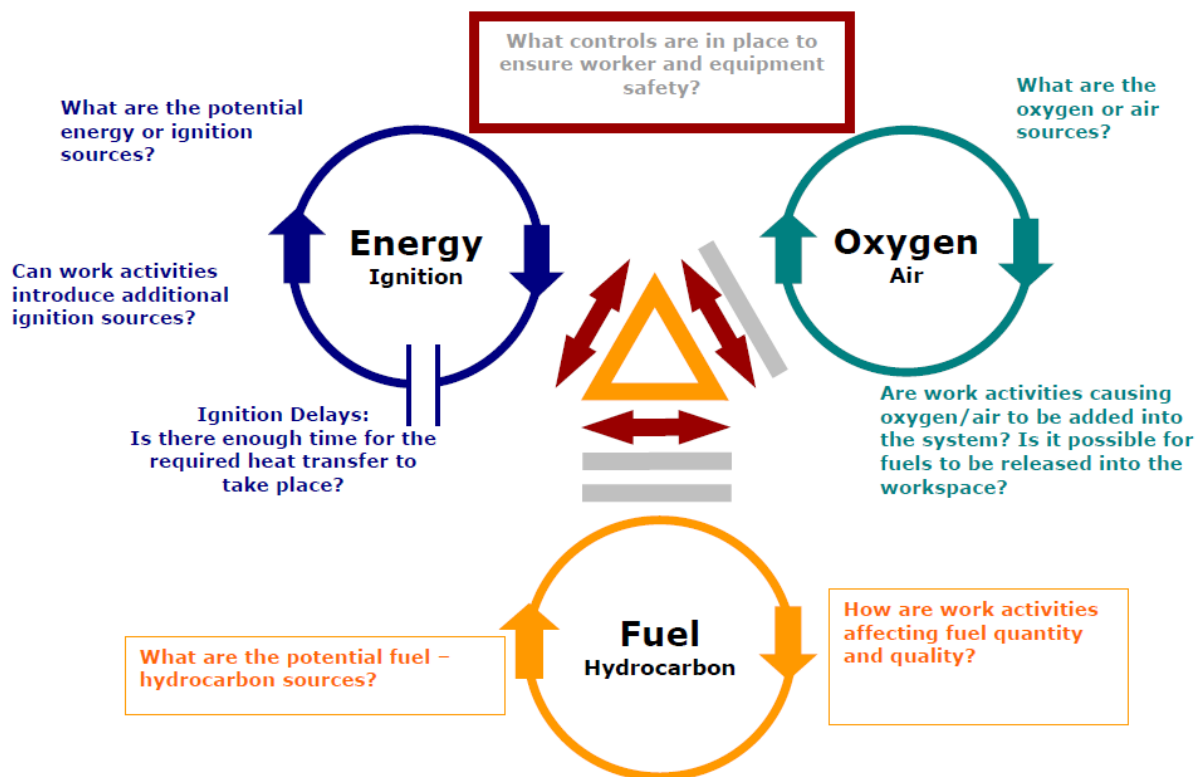 What controls are in place to
ensure worker and equipment
safety?
What are the potential
energy or ignition
sources?
What are the
oxygen or air
sources?
Energy
Ignition
Oxygen
Air
Can work activities
introduce additional
ignition sources?
Ignition Delays:
Is there enough time for the
required heat transfer to
take place?
Are work activities causing
oxygen/air to be added into
the system? Is it possible for
fuels to be released into the
workspace?
Fuel
Hydrocarbon
What are the potential fuel –
hydrocarbon sources?
How are work activities
affecting fuel quantity
and quality?